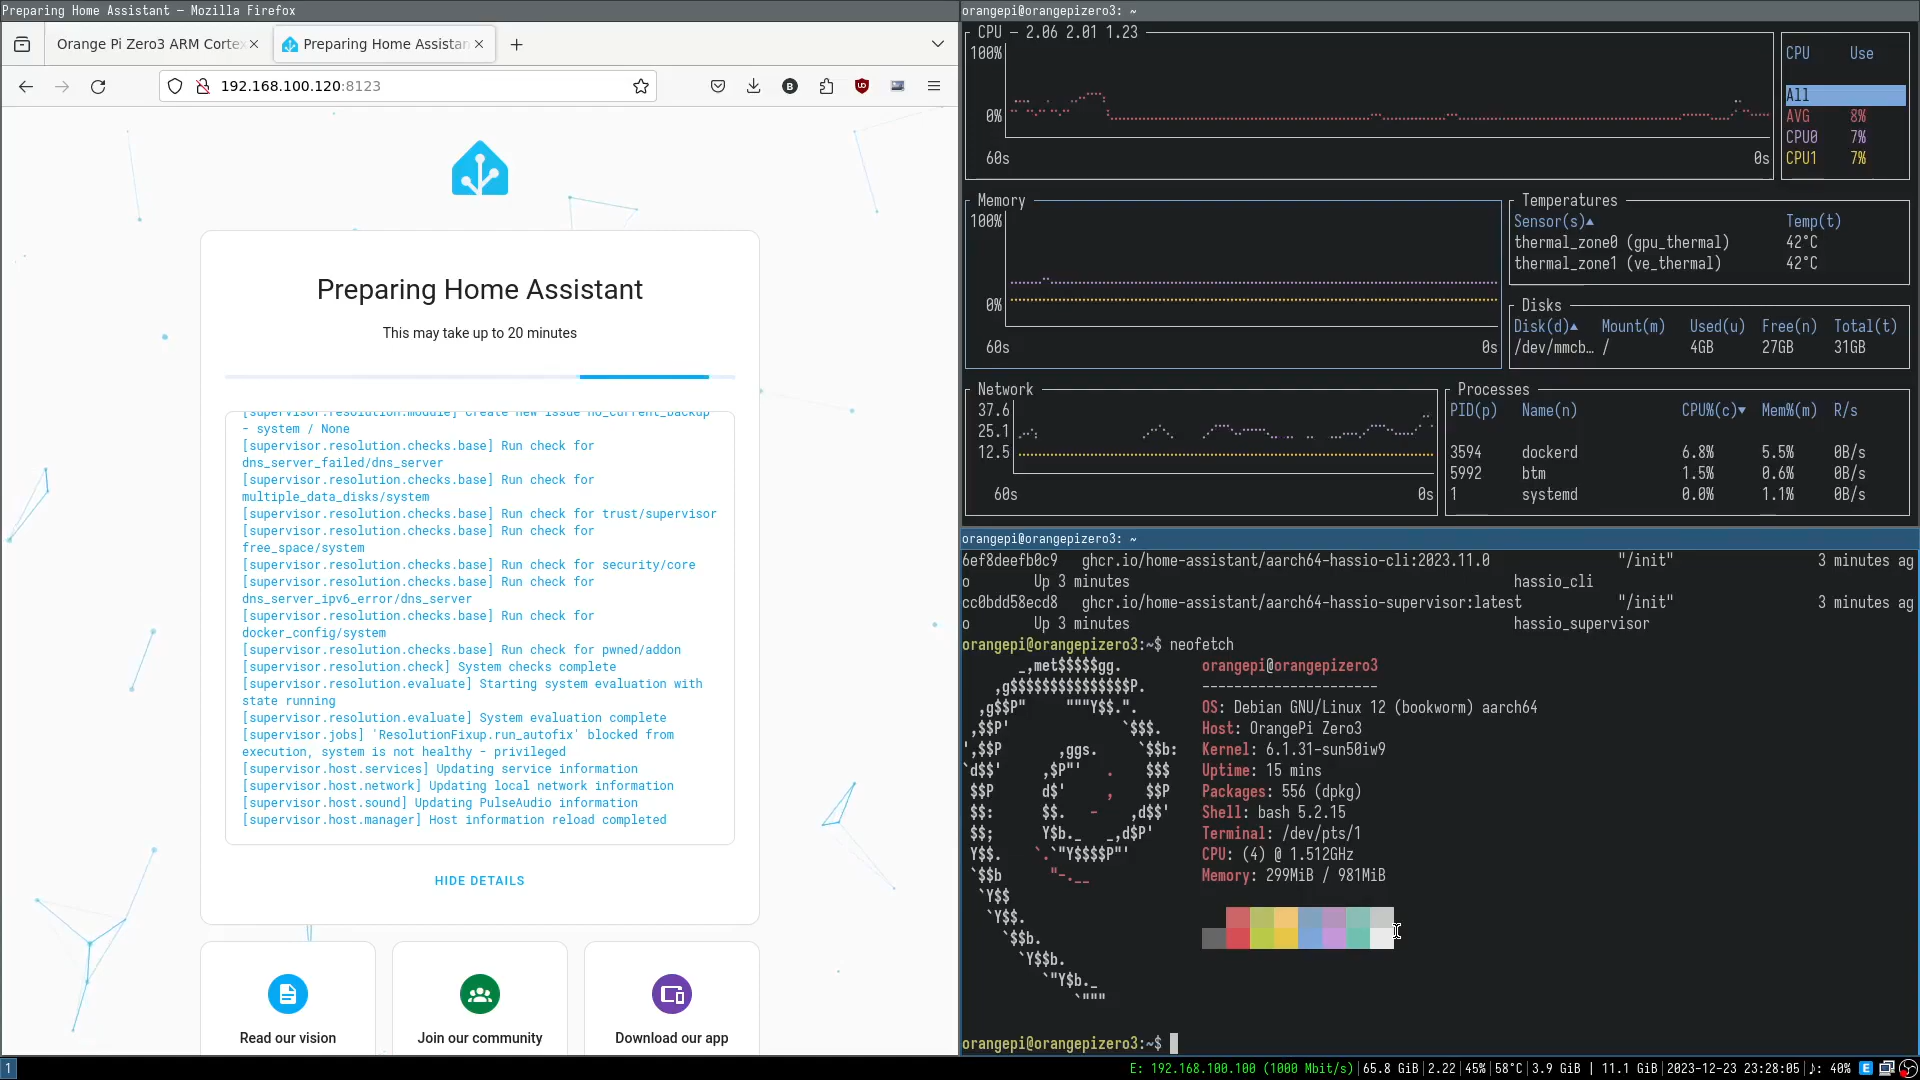 Preparing Home Assistant — Mozilla Firefox
Orange Pi Zero3 ARM Cortex
Preparing Home Assistan
192.168.100.120:8123
Preparing Home Assistant
This may take up to 20 minutes
[supervisor.resolution.module] Create new issue no_current_backup
- system / None
[supervisor.resolution.checks.base] Run check for
dns_server_failed/dns_server
[supervisor.resolution.checks.base] Run check for
multiple_data_disks/system
[supervisor.resolution.checks.base] Run check for trust/supervisor
[supervisor.resolution.checks.base] Run check for
free_space/system
[supervisor.resolution.checks.base] Run check for security/core
[supervisor.resolution.checks.base] Run check for
dns_server_ipv6_error/dns_server
[supervisor.resolution.checks.base] Run check for
docker_config/system
[supervisor.resolution.checks.base] Run check for pwned/addon
[supervisor.resolution.check] System checks complete
[supervisor.resolution.evaluate] Starting system evaluation with
state running
[supervisor.resolution.evaluate] System evaluation complete
[supervisor.jobs] 'ResolutionFixup.run_autofix' blocked from
execution, system is not healthy - privileged
[supervisor.host.services] Updating service information
[supervisor.host.network] Updating local network information
[supervisor.host.sound] Updating PulseAudio information
[supervisor.host.manager] Host information reload completed
HIDE DETAILS
Read our vision
Join our community
Download our app
orangepi@orangepizero3: ~
CPU — 2.06 2.01 1.23
100%
0%
60s 0s
CPU Use
All
AVG 8%
CPU0 7%
CPU1 7%
Memory
100%
0%
60s 0s
Temperatures
Sensor(s)▲ Temp(t)
thermal_zone0 (gpu_thermal) 42°C
thermal_zone1 (ve_thermal) 42°C
Disks
Disk(d)▲ Mount(m) Used(u) Free(n) Total(t)
/dev/mmcb… / 4GB 27GB 31GB
Network
37.6
25.1
12.5
60s 0s
Processes
PID(p) Name(n) CPU%(c)▼ Mem%(m) R/s
3594 dockerd 6.8% 5.5% 0B/s
5992 btm 1.5% 0.6% 0B/s
1 systemd 0.0% 1.1% 0B/s
orangepi@orangepizero3: ~
6ef8deefb0c9 ghcr.io/home-assistant/aarch64-hassio-cli:2023.11.0 "/init" 3 minutes ag
o Up 3 minutes hassio_cli
cc0bdd58ecd8 ghcr.io/home-assistant/aarch64-hassio-supervisor:latest "/init" 3 minutes ag
o Up 3 minutes hassio_supervisor
orangepi@orangepizero3:~$ neofetch
orangepi@orangepizero3
----------------------
OS: Debian GNU/Linux 12 (bookworm) aarch64
Host: OrangePi Zero3
Kernel: 6.1.31-sun50iw9
Uptime: 15 mins
Packages: 556 (dpkg)
Shell: bash 5.2.15
Terminal: /dev/pts/1
CPU: (4) @ 1.512GHz
Memory: 299MiB / 981MiB
orangepi@orangepizero3:~$
1
E: 192.168.100.100 (1000 Mbit/s)|65.8 GiB|2.22|45%|58°C|3.9 GiB | 11.1 GiB|2023-12-23 23:28:05|♪: 40%